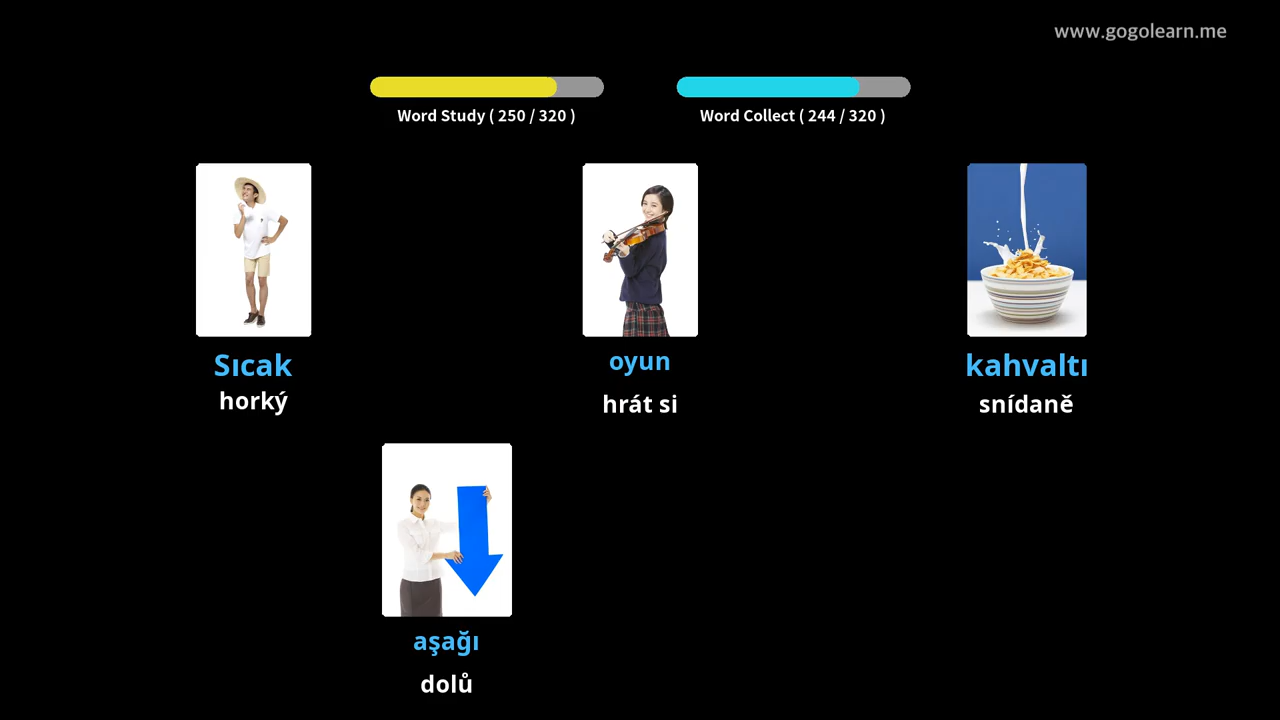 www.gogolearn.me
Word Study ( 250 / 320 )
Word Collect ( 244 / 320 )
Sıcak
horký
oyun
hrát si
kahvaltı
snídaně
aşağı
dolů